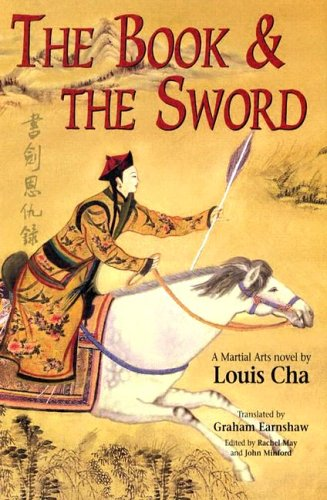 THE BOOK &
THE SWORD
書劍恩仇錄
A Martial Arts novel by
Louis Cha
Translated by
Graham Earnshaw
Edited by Rachel May
and John Minford